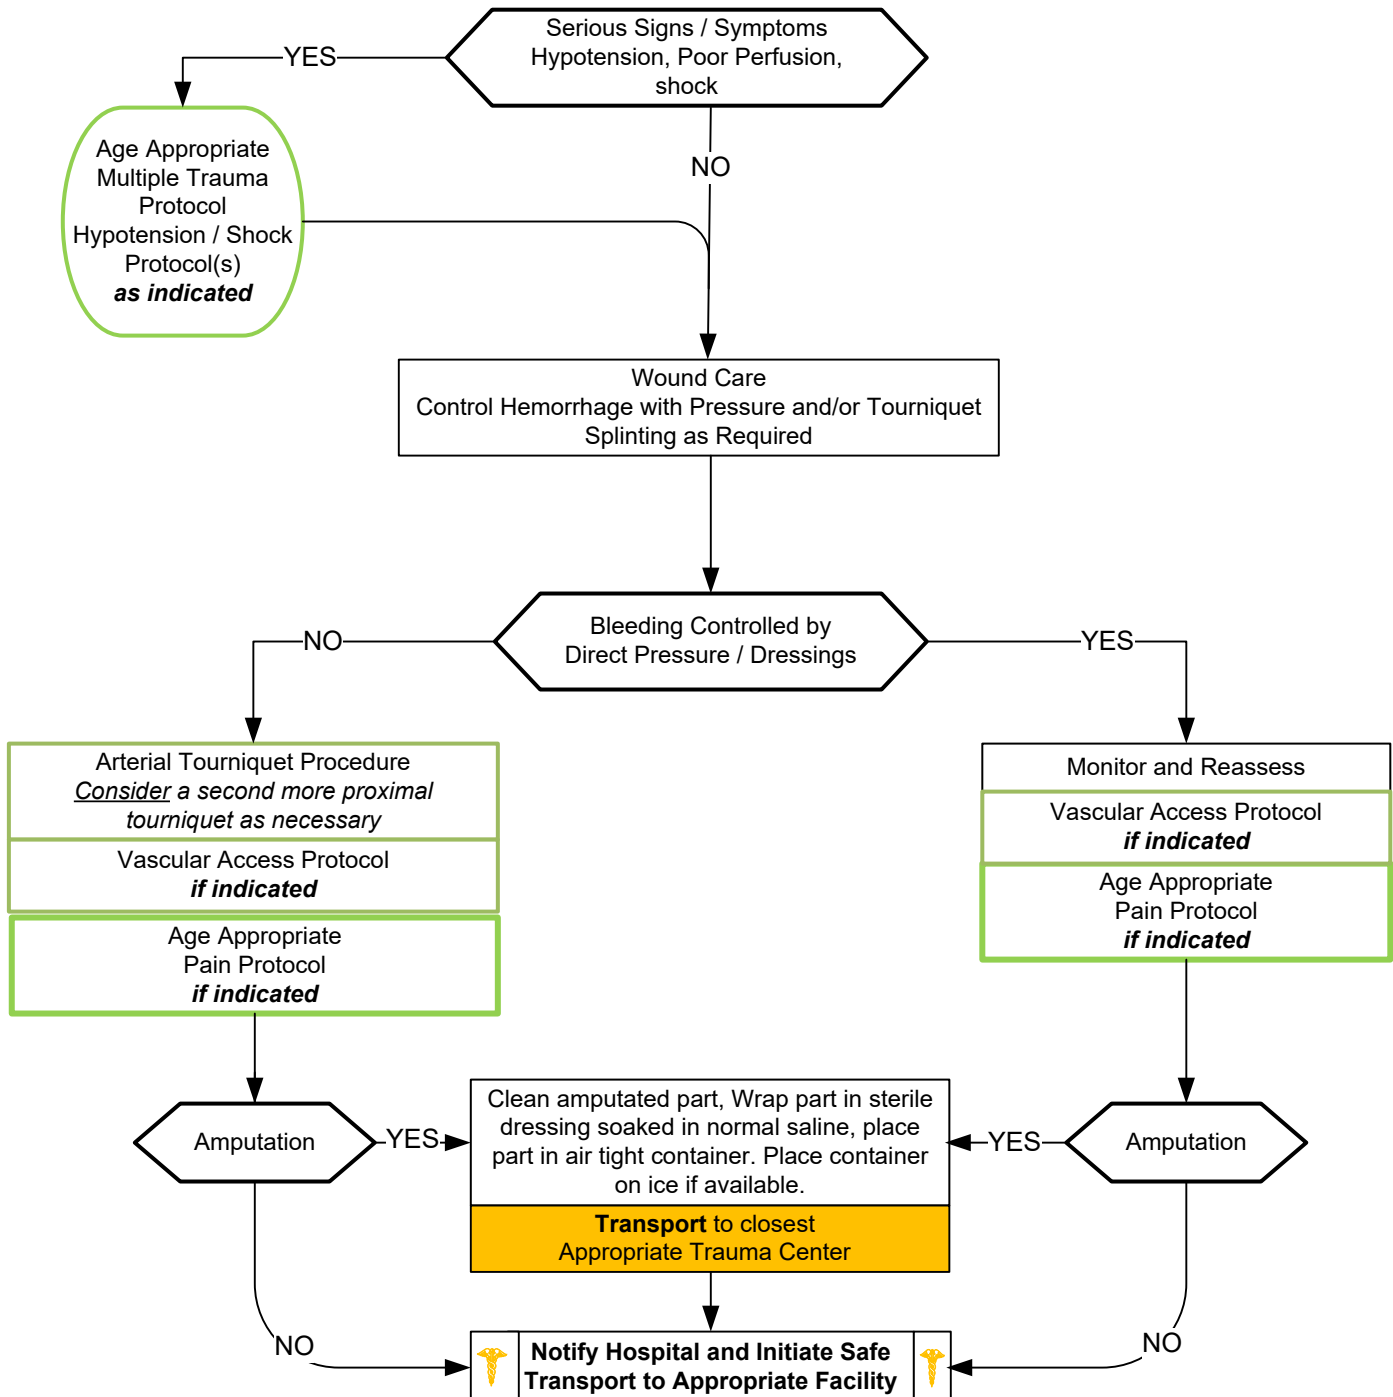 Serious Signs / Symptoms
Hypotension, Poor Perfusion,
shock
YES
NO
Age Appropriate
Multiple Trauma
Protocol
Hypotension / Shock
Protocol(s)
as indicated
Wound Care
Control Hemorrhage with Pressure and/or Tourniquet
Splinting as Required
Bleeding Controlled by
Direct Pressure / Dressings
NO
YES
Arterial Tourniquet Procedure
Consider a second more proximal
tourniquet as necessary
Vascular Access Protocol
if indicated
Age Appropriate
Pain Protocol
if indicated
Monitor and Reassess
Vascular Access Protocol
if indicated
Age Appropriate
Pain Protocol
if indicated
Amputation
YES
Clean amputated part, Wrap part in sterile
dressing soaked in normal saline, place
part in air tight container. Place container
on ice if available.
Transport to closest
Appropriate Trauma Center
YES
Amputation
NO
NO
Notify Hospital and Initiate Safe
Transport to Appropriate Facility